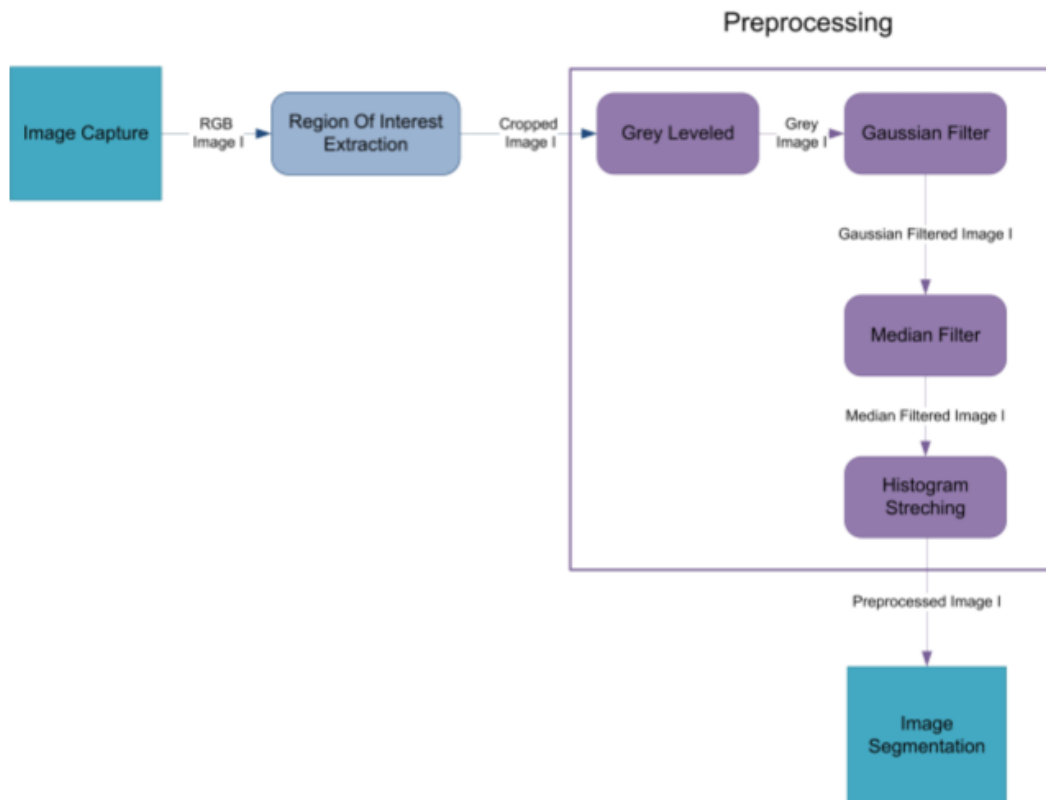 Preprocessing
Image Capture
RGB
Image I
Region Of Interest
Extraction
Cropped
Image I
Grey Leveled
Grey
Image I
Gaussian Filter
Gaussian Filtered Image I
Median Filter
Median Filtered Image I
Histogram
Streching
Preprocessed Image I
Image
Segmentation